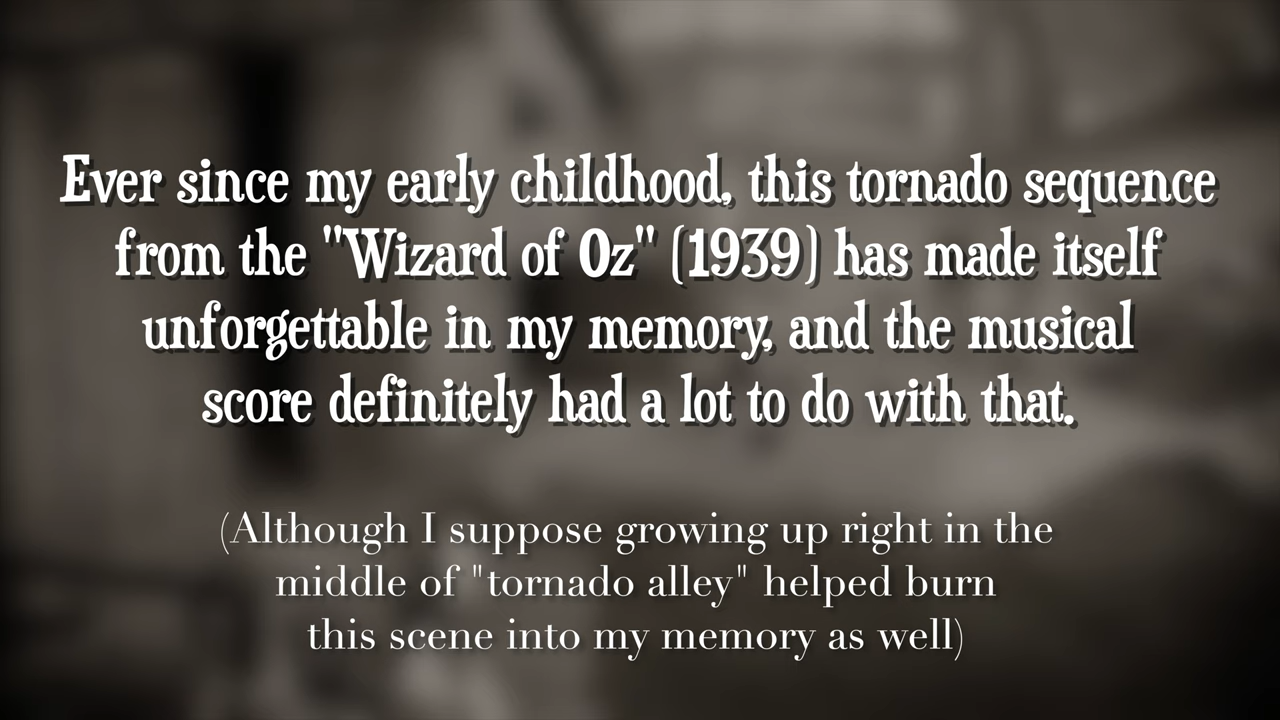 Ever since my early childhood, this tornado sequence
from the "Wizard of Oz" (1939) has made itself
unforgettable in my memory, and the musical
score definitely had a lot to do with that.
(Although I suppose growing up right in the
middle of "tornado alley" helped burn
this scene into my memory as well)